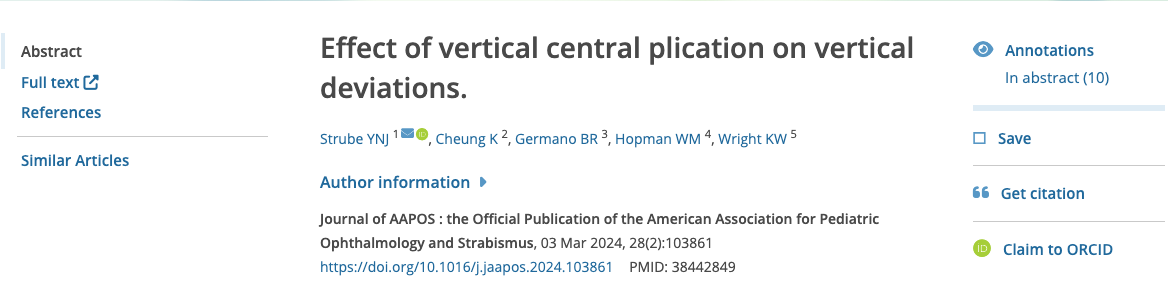 Abstract
Full text
References
Similar Articles
Effect of vertical central plication on vertical
deviations.
Strube YNJ 1 iD, Cheung K 2, Germano BR 3, Hopman WM 4, Wright KW 5
Author information
Journal of AAPOS : the Official Publication of the American Association for Pediatric
Ophthalmology and Strabismus, 03 Mar 2024, 28(2):103861
https://doi.org/10.1016/j.jaapos.2024.103861 PMID: 38442849
Annotations
In abstract (10)
Save
Get citation
iD Claim to ORCID